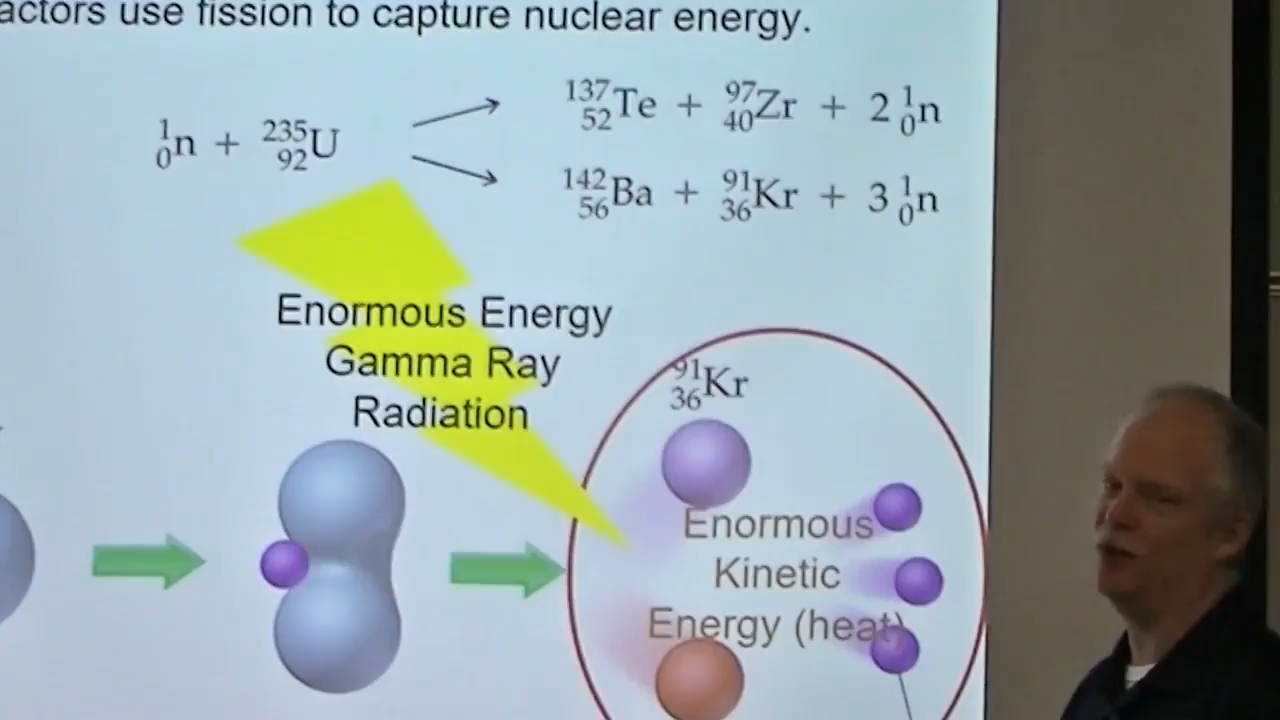 actors use fission to capture nuclear energy.
¹₀n + ²³⁵₉₂U
¹³⁷₅₂Te + ⁹⁷₄₀Zr + 2 ¹₀n
¹⁴²₅₆Ba + ⁹¹₃₆Kr + 3 ¹₀n
Enormous Energy
Gamma Ray
Radiation
⁹¹₃₆Kr
Enormous
Kinetic
Energy (heat)